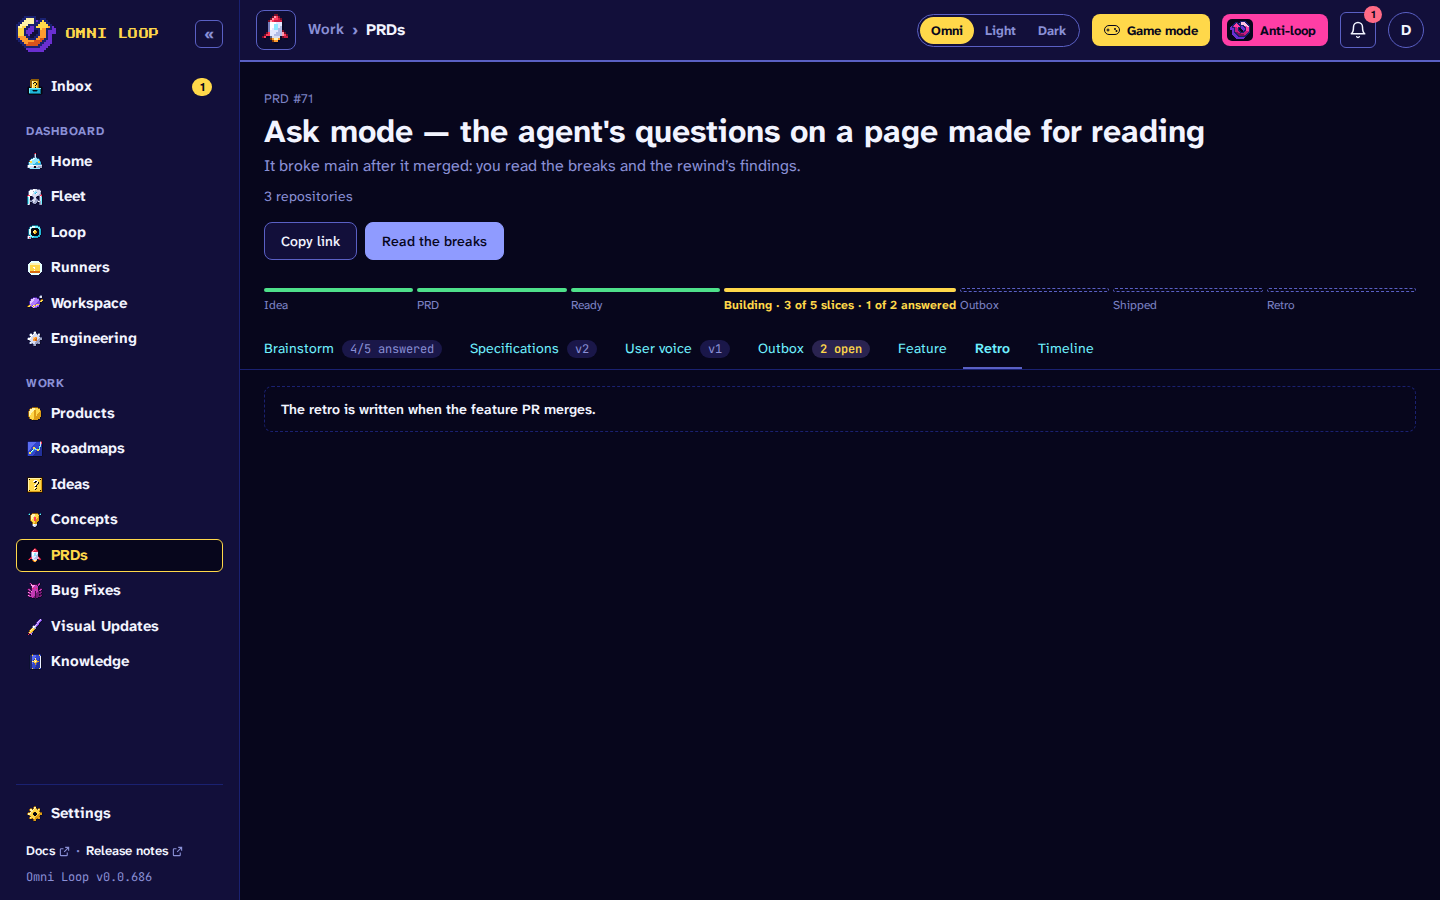 OMNI LOOP
«
Inbox 1
DASHBOARD
Home
Fleet
Loop
Runners
Workspace
Engineering
WORK
Products
Roadmaps
Ideas
Concepts
PRDs
Bug Fixes
Visual Updates
Knowledge
Settings
Docs · Release notes
Omni Loop v0.0.686
Work › PRDs
Omni Light Dark
Game mode
Anti-loop
1
D
PRD #71
Ask mode — the agent's questions on a page made for reading
It broke main after it merged: you read the breaks and the rewind's findings.
3 repositories
Copy link Read the breaks
Idea PRD Ready Building · 3 of 5 slices · 1 of 2 answered Outbox Shipped Retro
Brainstorm 4/5 answered Specifications v2 User voice v1 Outbox 2 open Feature Retro Timeline
The retro is written when the feature PR merges.